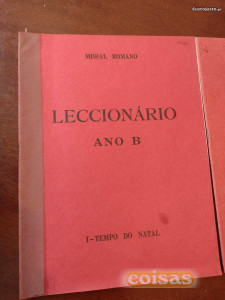 MISSAL ROMANO
LECCIONÁRIO
ANO B
I - TEMPO DO NATAL
coisas